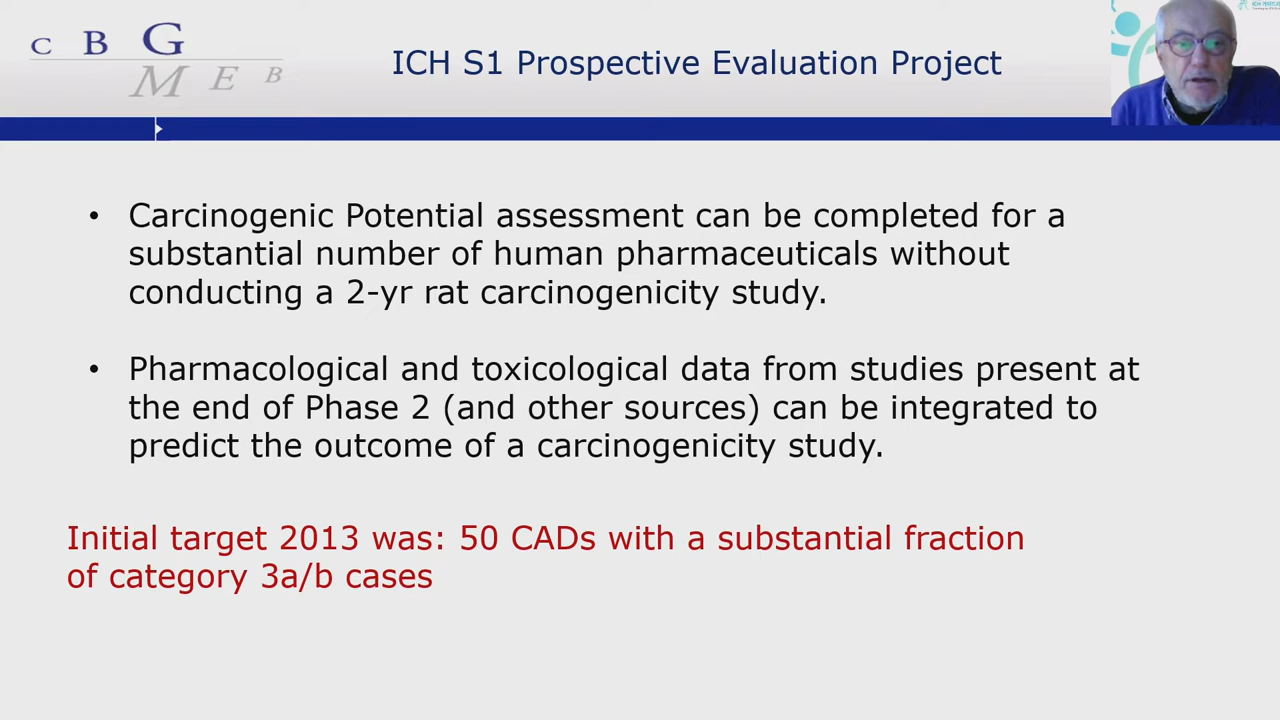 C B G
M E B
ICH S1 Prospective Evaluation Project
• Carcinogenic Potential assessment can be completed for a
substantial number of human pharmaceuticals without
conducting a 2-yr rat carcinogenicity study.
• Pharmacological and toxicological data from studies present at
the end of Phase 2 (and other sources) can be integrated to
predict the outcome of a carcinogenicity study.
Initial target 2013 was: 50 CADs with a substantial fraction
of category 3a/b cases